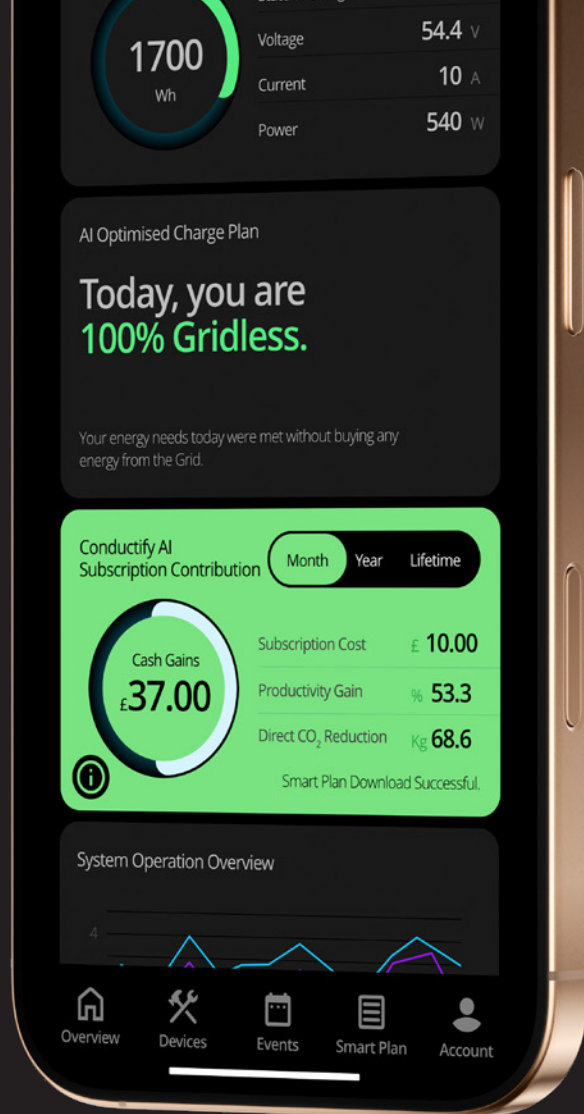 1700
Wh
Voltage 54.4 V
Current 10 A
Power 540 W
AI Optimised Charge Plan
Today, you are
100% Gridless.
Your energy needs today were met without buying any
energy from the Grid.
Conductify AI
Subscription Contribution
Month Year Lifetime
Cash Gains
£37.00
Subscription Cost £ 10.00
Productivity Gain % 53.3
Direct CO₂ Reduction Kg 68.6
Smart Plan Download Successful.
System Operation Overview
4
Overview Devices Events Smart Plan Account